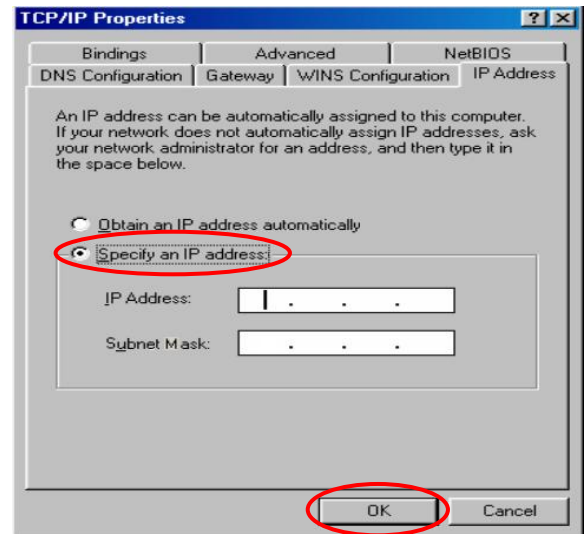 TCP/IP Properties
Bindings Advanced NetBIOS
DNS Configuration Gateway WINS Configuration IP Address
An IP address can be automatically assigned to this computer.
If your network does not automatically assign IP addresses, ask
your network administrator for an address, and then type it in
the space below.
Obtain an IP address automatically
Specify an IP address:
IP Address:
Subnet Mask:
OK Cancel